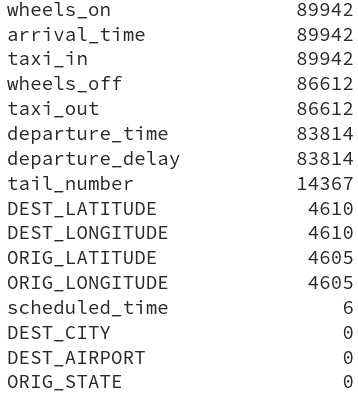 wheels_on 89942
arrival_time 89942
taxi_in 89942
wheels_off 86612
taxi_out 86612
departure_time 83814
departure_delay 83814
tail_number 14367
DEST_LATITUDE 4610
DEST_LONGITUDE 4610
ORIG_LATITUDE 4605
ORIG_LONGITUDE 4605
scheduled_time 6
DEST_CITY 0
DEST_AIRPORT 0
ORIG_STATE 0